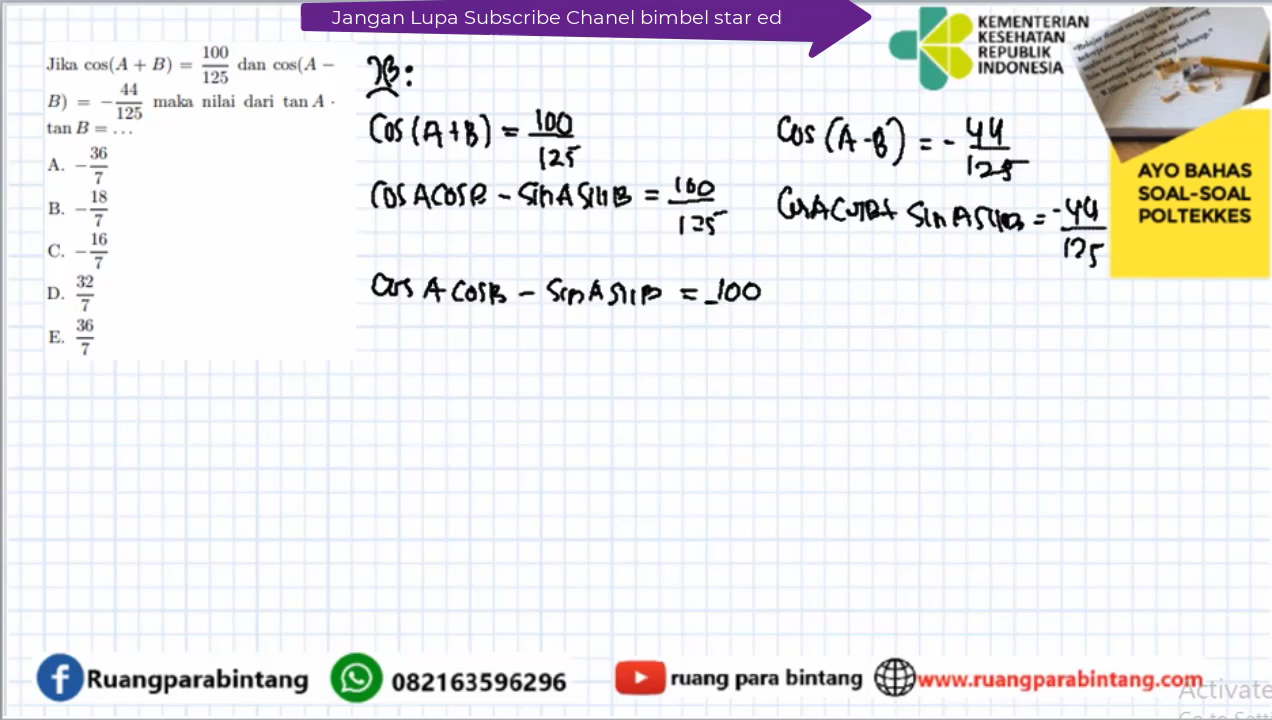 Jangan Lupa Subscribe Chanel bimbel star ed
KEMENTERIAN
KESEHATAN
REPUBLIK
INDONESIA
AYO BAHAS
SOAL-SOAL
POLTEKKES
Jika cos(A + B) = 100/125 dan cos(A −
B) = −44/125 maka nilai dari tan A ·
tan B = ...
A. −36/7
B. −18/7
C. −16/7
D. 32/7
E. 36/7
JB:
Cos (A+B) = 100/125
Cos A cos B - sin A sin B = 100/125
Cos A cos B - sin A sin B = 100
Cos (A-B) = - 44/125
Cos A cos B + sin A sin B = -44/125
Ruangparabintang
082163596296
ruang para bintang
www.ruangparabintang.com
Activate